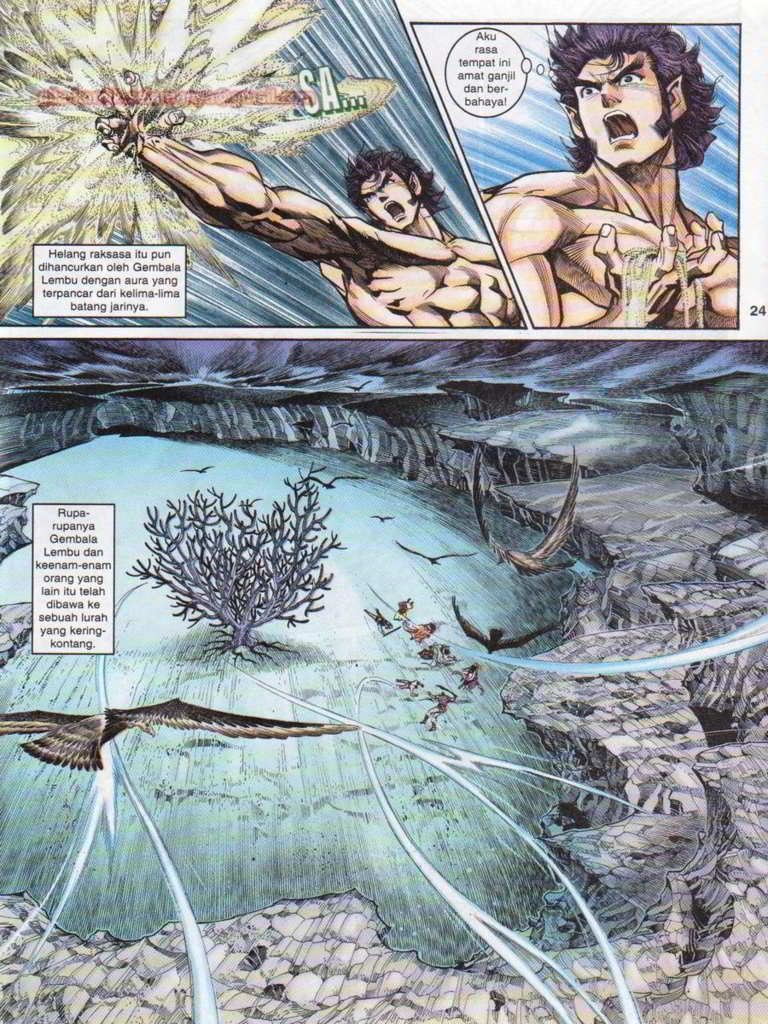 SA...
Helang raksasa itu pun
dihancurkan oleh Gembala
Lembu dengan aura yang
terpancar dari kelima-lima
batang jarinya.
Aku
rasa
tempat ini
amat ganjil
dan ber-
bahaya!
24
Rupa-
rupanya
Gembala
Lembu dan
keenam-enam
orang yang
lain itu telah
dibawa ke
sebuah lurah
yang kering-
kontang.